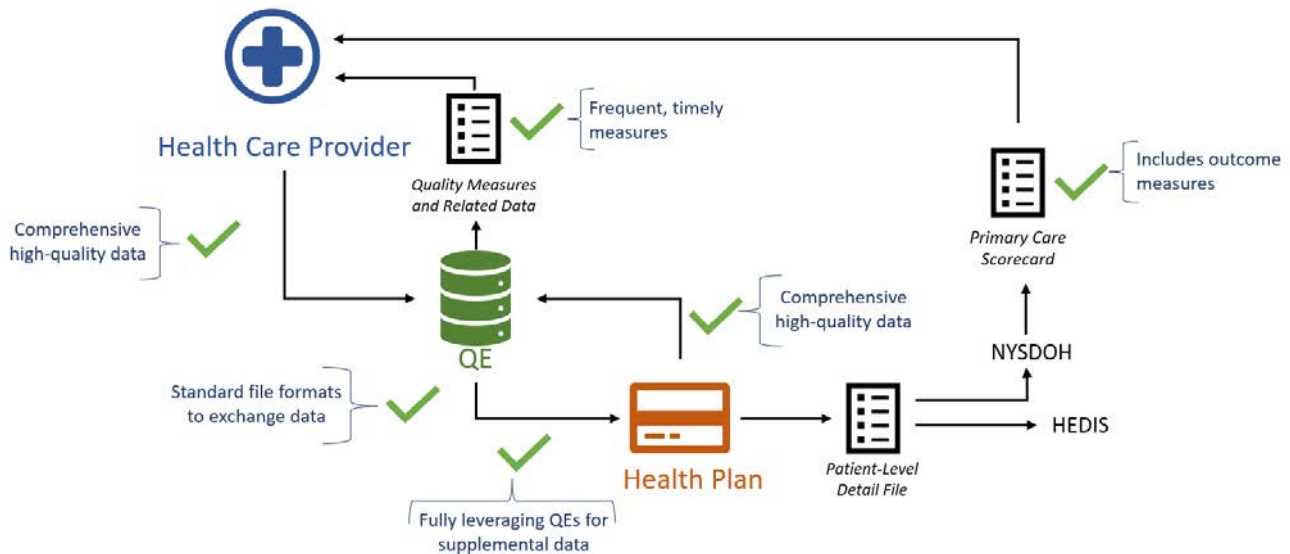 Health Care Provider
Frequent, timely
measures
Quality Measures
and Related Data
Includes outcome
measures
Primary Care
Scorecard
Comprehensive
high-quality data
Comprehensive
high-quality data
QE
NYSDOH
Standard file formats
to exchange data
HEDIS
Health Plan
Patient-Level
Detail File
Fully leveraging QEs for
supplemental data